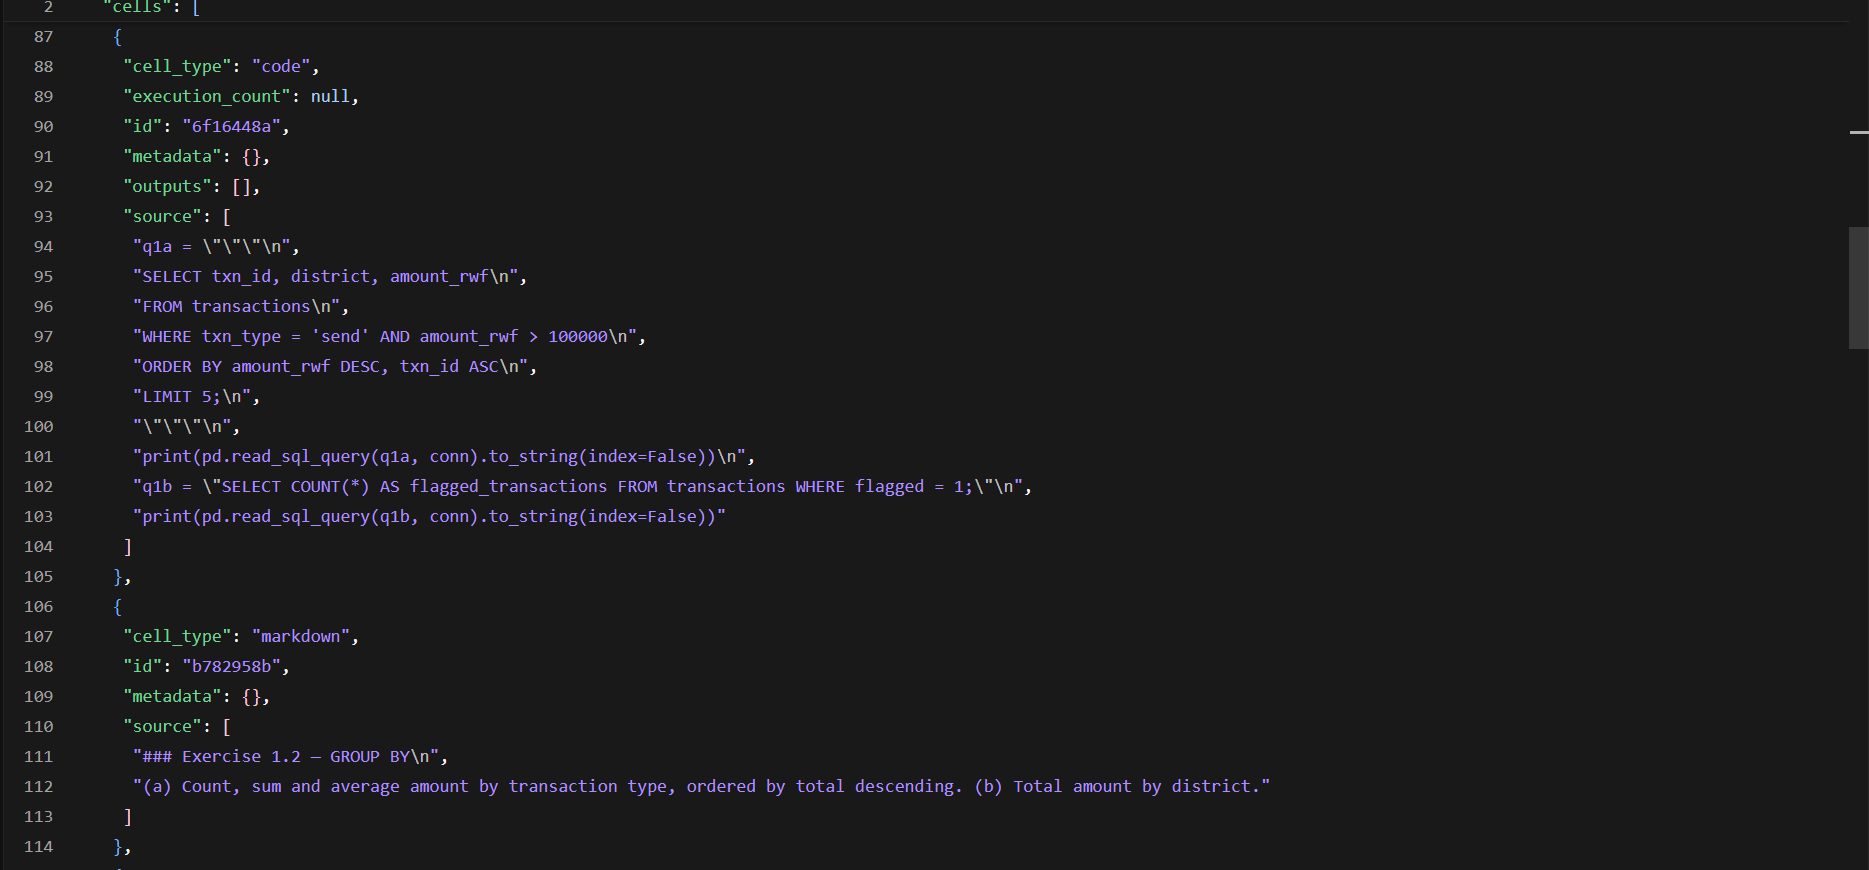 2 "cells": [
87 {
88 "cell_type": "code",
89 "execution_count": null,
90 "id": "6f16448a",
91 "metadata": {},
92 "outputs": [],
93 "source": [
94 "q1a = \"\"\"\n",
95 "SELECT txn_id, district, amount_rwf\n",
96 "FROM transactions\n",
97 "WHERE txn_type = 'send' AND amount_rwf > 100000\n",
98 "ORDER BY amount_rwf DESC, txn_id ASC\n",
99 "LIMIT 5;\n",
100 "\"\"\"\n",
101 "print(pd.read_sql_query(q1a, conn).to_string(index=False))\n",
102 "q1b = \"SELECT COUNT(*) AS flagged_transactions FROM transactions WHERE flagged = 1;\"\n",
103 "print(pd.read_sql_query(q1b, conn).to_string(index=False))"
104 ]
105 },
106 {
107 "cell_type": "markdown",
108 "id": "b782958b",
109 "metadata": {},
110 "source": [
111 "### Exercise 1.2 — GROUP BY\n",
112 "(a) Count, sum and average amount by transaction type, ordered by total descending. (b) Total amount by district."
113 ]
114 },